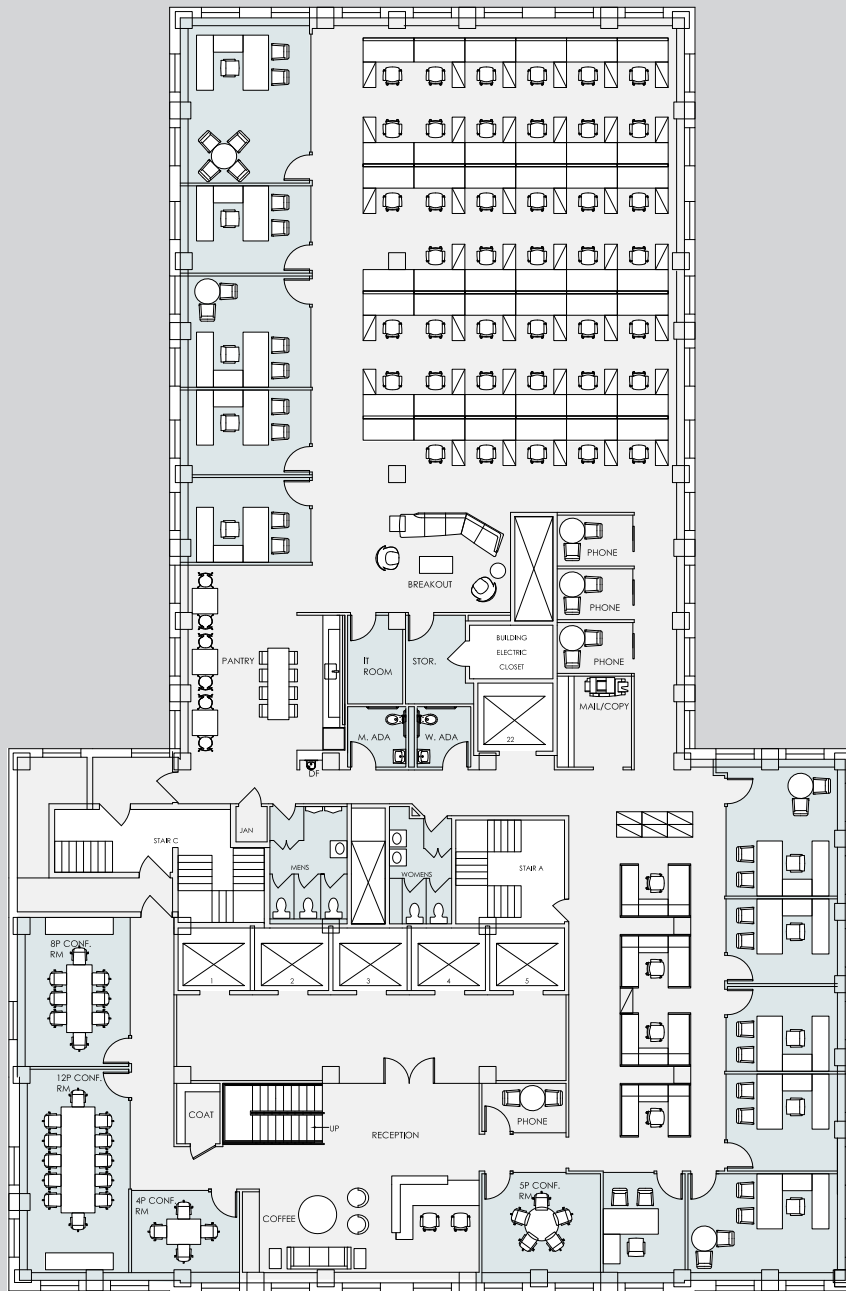 PHONE
BREAKOUT
PHONE
PHONE
BUILDING
ELECTRIC
CLOSET
PANTRY
IT
ROOM
STOR.
MAIL/COPY
M. ADA
W. ADA
22
DF
JAN
STAIR C
MENS
WOMENS
STAIR A
8P CONF.
RM
1
2
3
4
5
12P CONF.
RM
COAT
UP
RECEPTION
PHONE
4P CONF.
RM
COFFEE
5P CONF.
RM